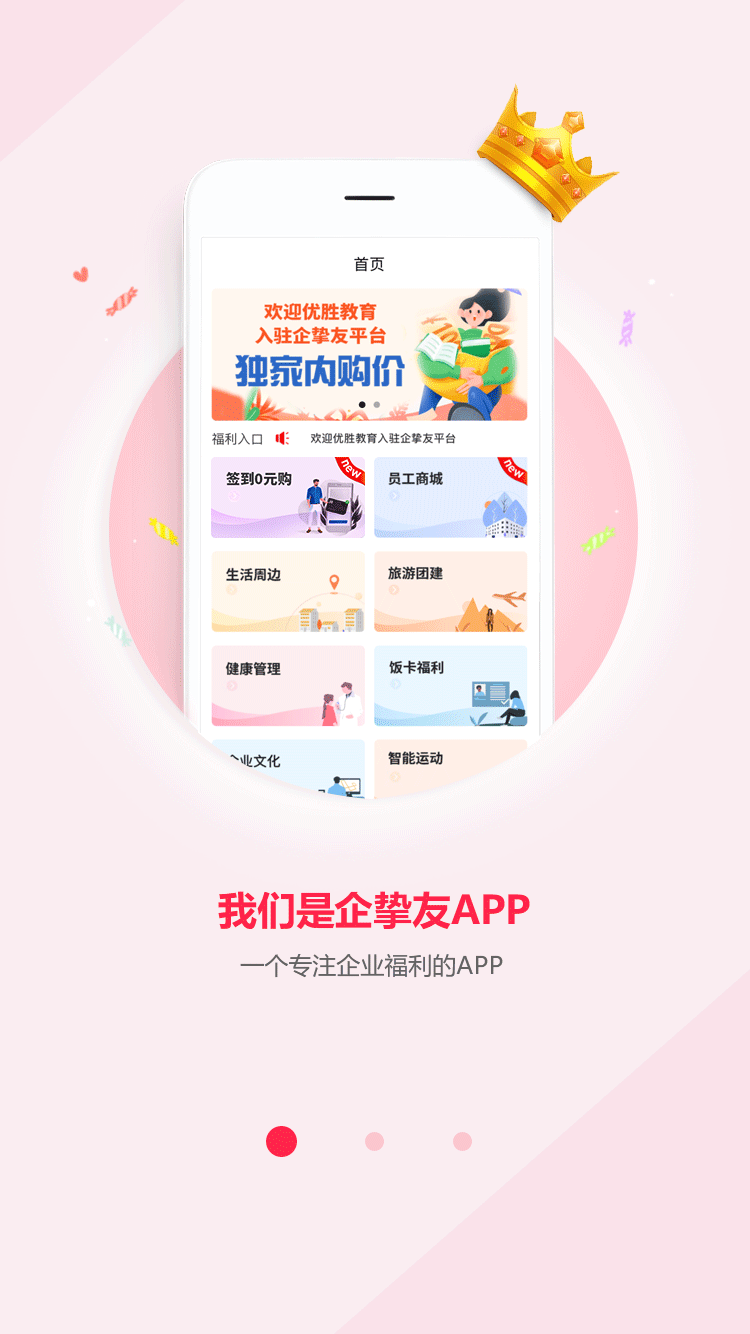 首页
欢迎优胜教育
入驻企挚友平台
独家内购价
福利入口 欢迎优胜教育入驻企挚友平台
签到0元购 new 员工商城 new
生活周边 旅游团建
健康管理 饭卡福利
企业文化 智能运动
我们是企挚友APP
一个专注企业福利的APP